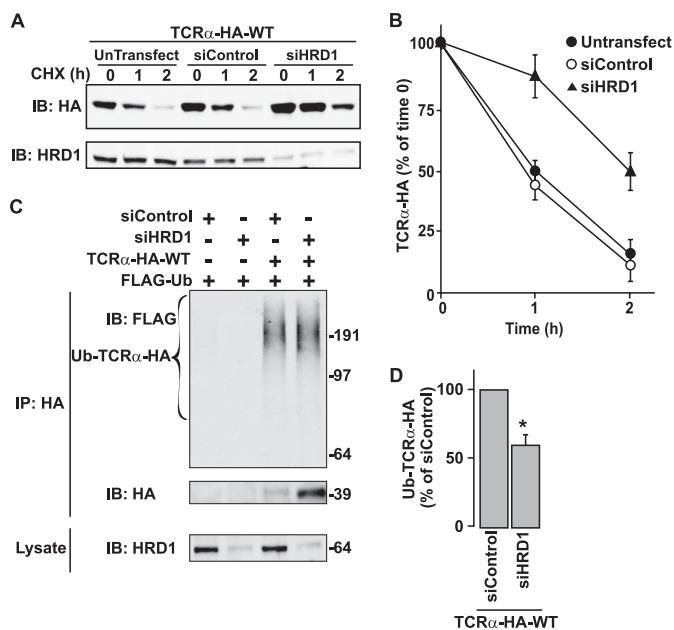 A
TCRα-HA-WT
UnTransfect siControl siHRD1
CHX (h) 0 1 2 0 1 2 0 1 2
IB: HA
IB: HRD1
B
Untransfect
siControl
siHRD1
TCRα-HA (% of time 0)
100
75
50
25
0
0 1 2
Time (h)
C
siControl + - + -
siHRD1 - + - +
TCRα-HA-WT - - + +
FLAG-Ub + + + +
IB: FLAG
Ub-TCRα-HA
-191
-97
-64
IP: HA
IB: HA
-39
Lysate
IB: HRD1
-64
D
Ub-TCRα-HA
(% of siControl)
100
50
0
*
siControl
siHRD1
TCRα-HA-WT